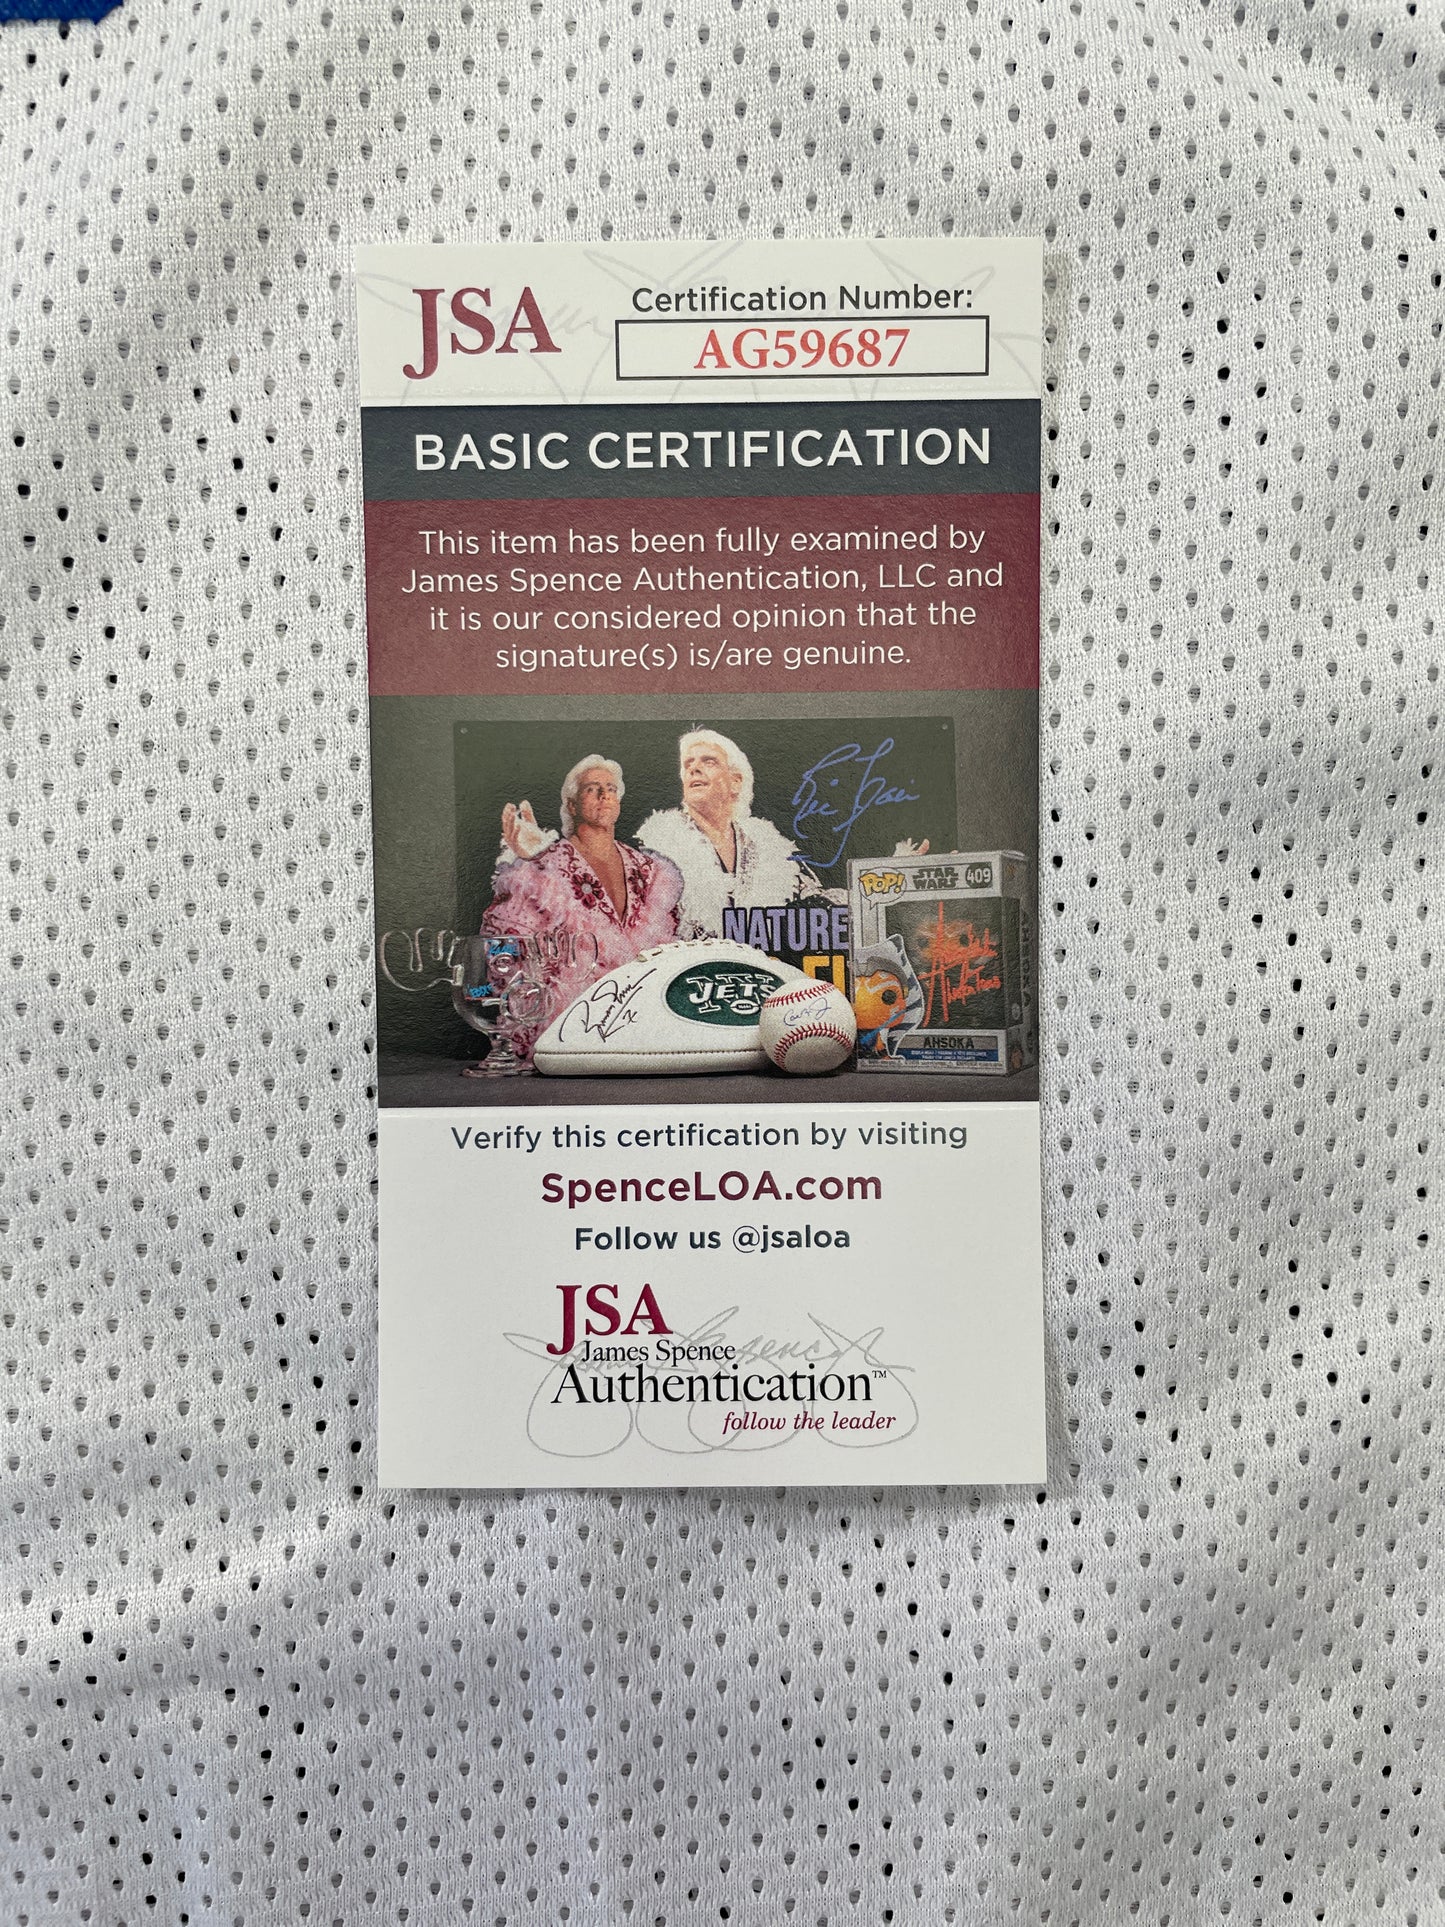 JSA
Certification Number:
AG59687
BASIC CERTIFICATION
This item has been fully examined by
James Spence Authentication, LLC and
it is our considered opinion that the
signature(s) is/are genuine.
Ric Flair
NATURE
POP!
STAR
WARS
409
JETS
AHSOKA
Verify this certification by visiting
SpenceLOA.com
Follow us @jsaloa
JSA
James Spence
Authentication™
follow the leader